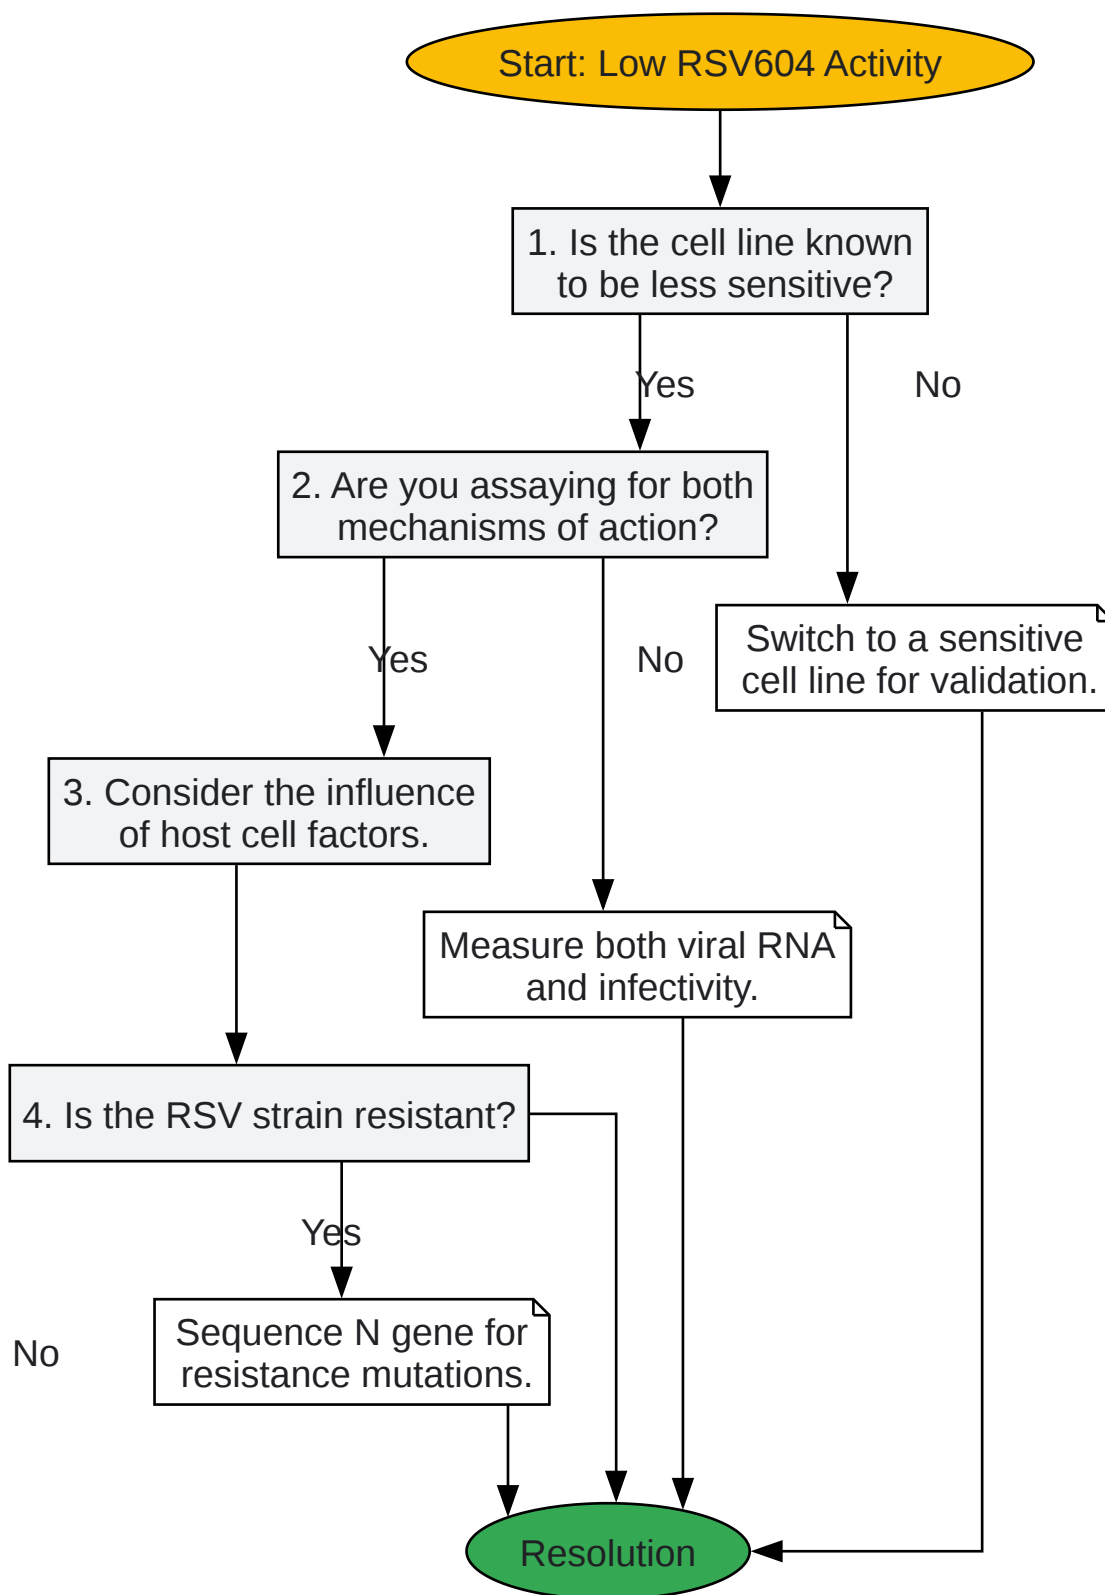 Start: Low RSV604 Activity
1. Is the cell line known
to be less sensitive?
Yes
No
2. Are you assaying for both
mechanisms of action?
Yes
No
Switch to a sensitive
cell line for validation.
3. Consider the influence
of host cell factors.
Measure both viral RNA
and infectivity.
4. Is the RSV strain resistant?
Yes
No
Sequence N gene for
resistance mutations.
Resolution